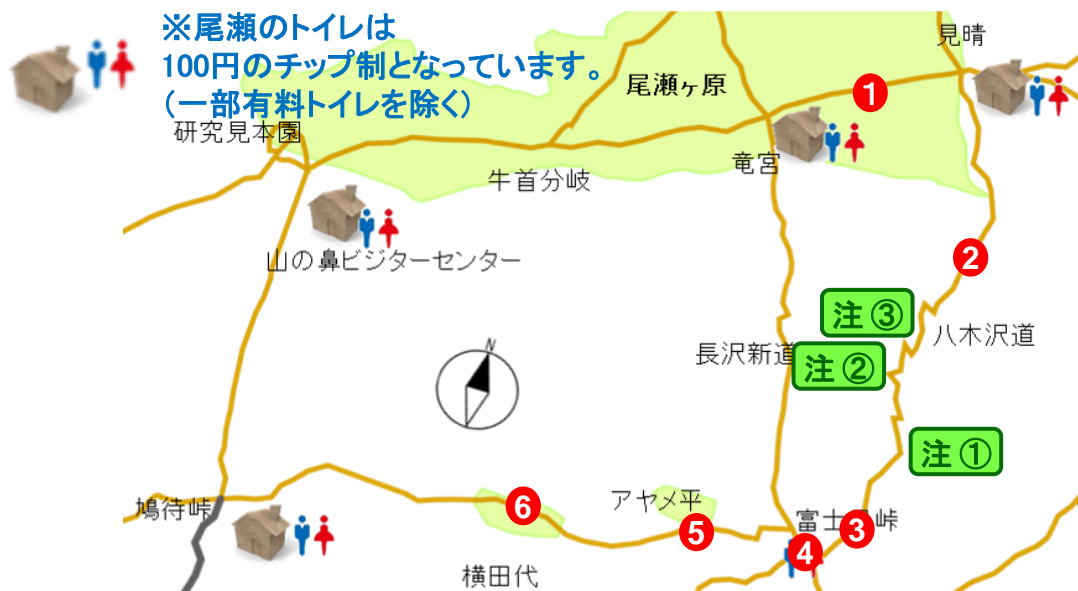 ※尾瀬のトイレは
100円のチップ制となっています。
（一部有料トイレを除く）
見晴
尾瀬ヶ原
1
研究見本園
竜宮
牛首分岐
山の鼻ビジターセンター
2
注③
八木沢道
長沢新道
注②
N
注①
鳩待峠
6
アヤメ平
5
富士 峠
3
4
横田代